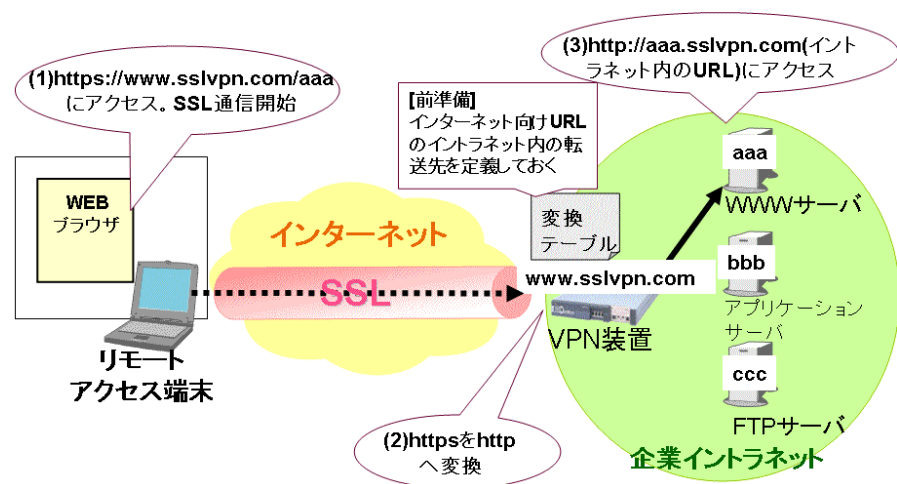 (1)https://www.sslvpn.com/aaa
にアクセス。SSL通信開始
(3)http://aaa.sslvpn.com(イント
ラネット内のURL)にアクセス
[前準備]
インターネット向けURL
のイントラネット内の転
送先を定義しておく
WEB
ブラウザ
インターネット
SSL
変換
テーブル
www.sslvpn.com
VPN装置
aaa
WWWサーバ
bbb
アプリケーション
サーバ
ccc
FTPサーバ
リモート
アクセス端末
(2)httpsをhttp
へ変換
企業イントラネット